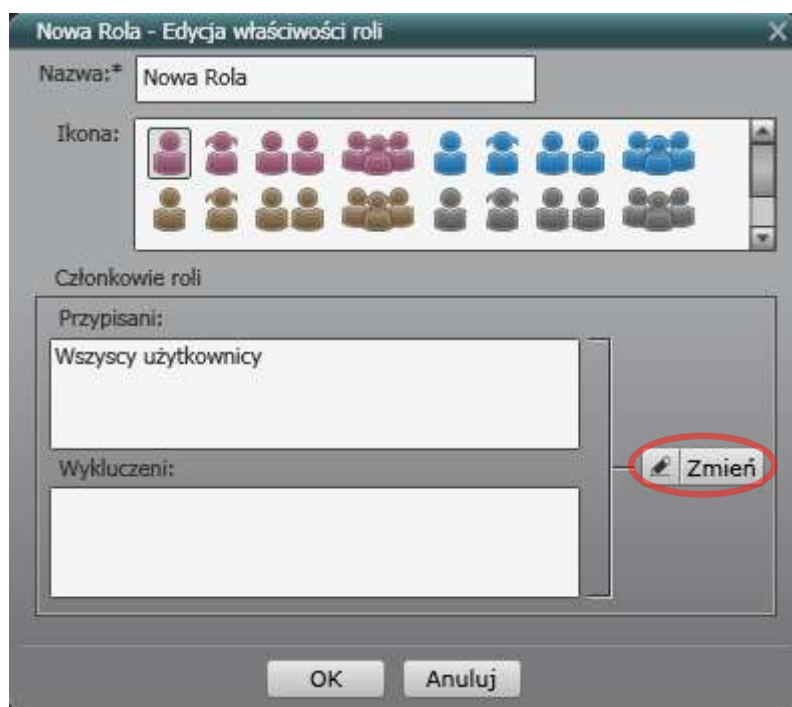 Nowa Rola - Edycja właściwości roli
Nazwa:* Nowa Rola
Ikona:
Członkowie roli
Przypisani:
Wszyscy użytkownicy
Wykluczeni:
Zmień
OK Anuluj